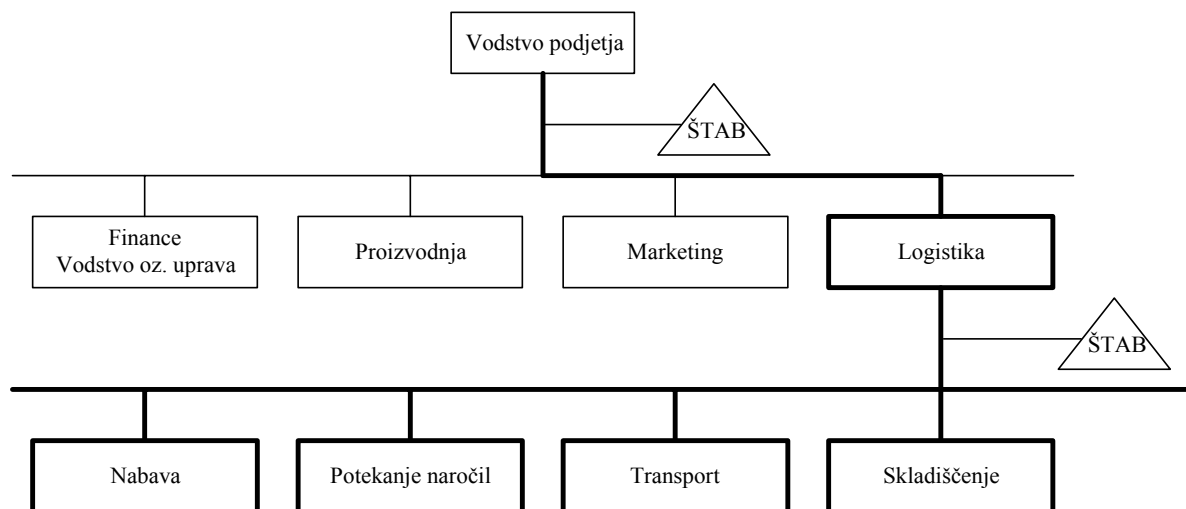 Vodstvo podjetja
ŠTAB
Finance
Vodstvo oz. uprava
Proizvodnja
Marketing
Logistika
ŠTAB
Nabava
Potekanje naročil
Transport
Skladiščenje